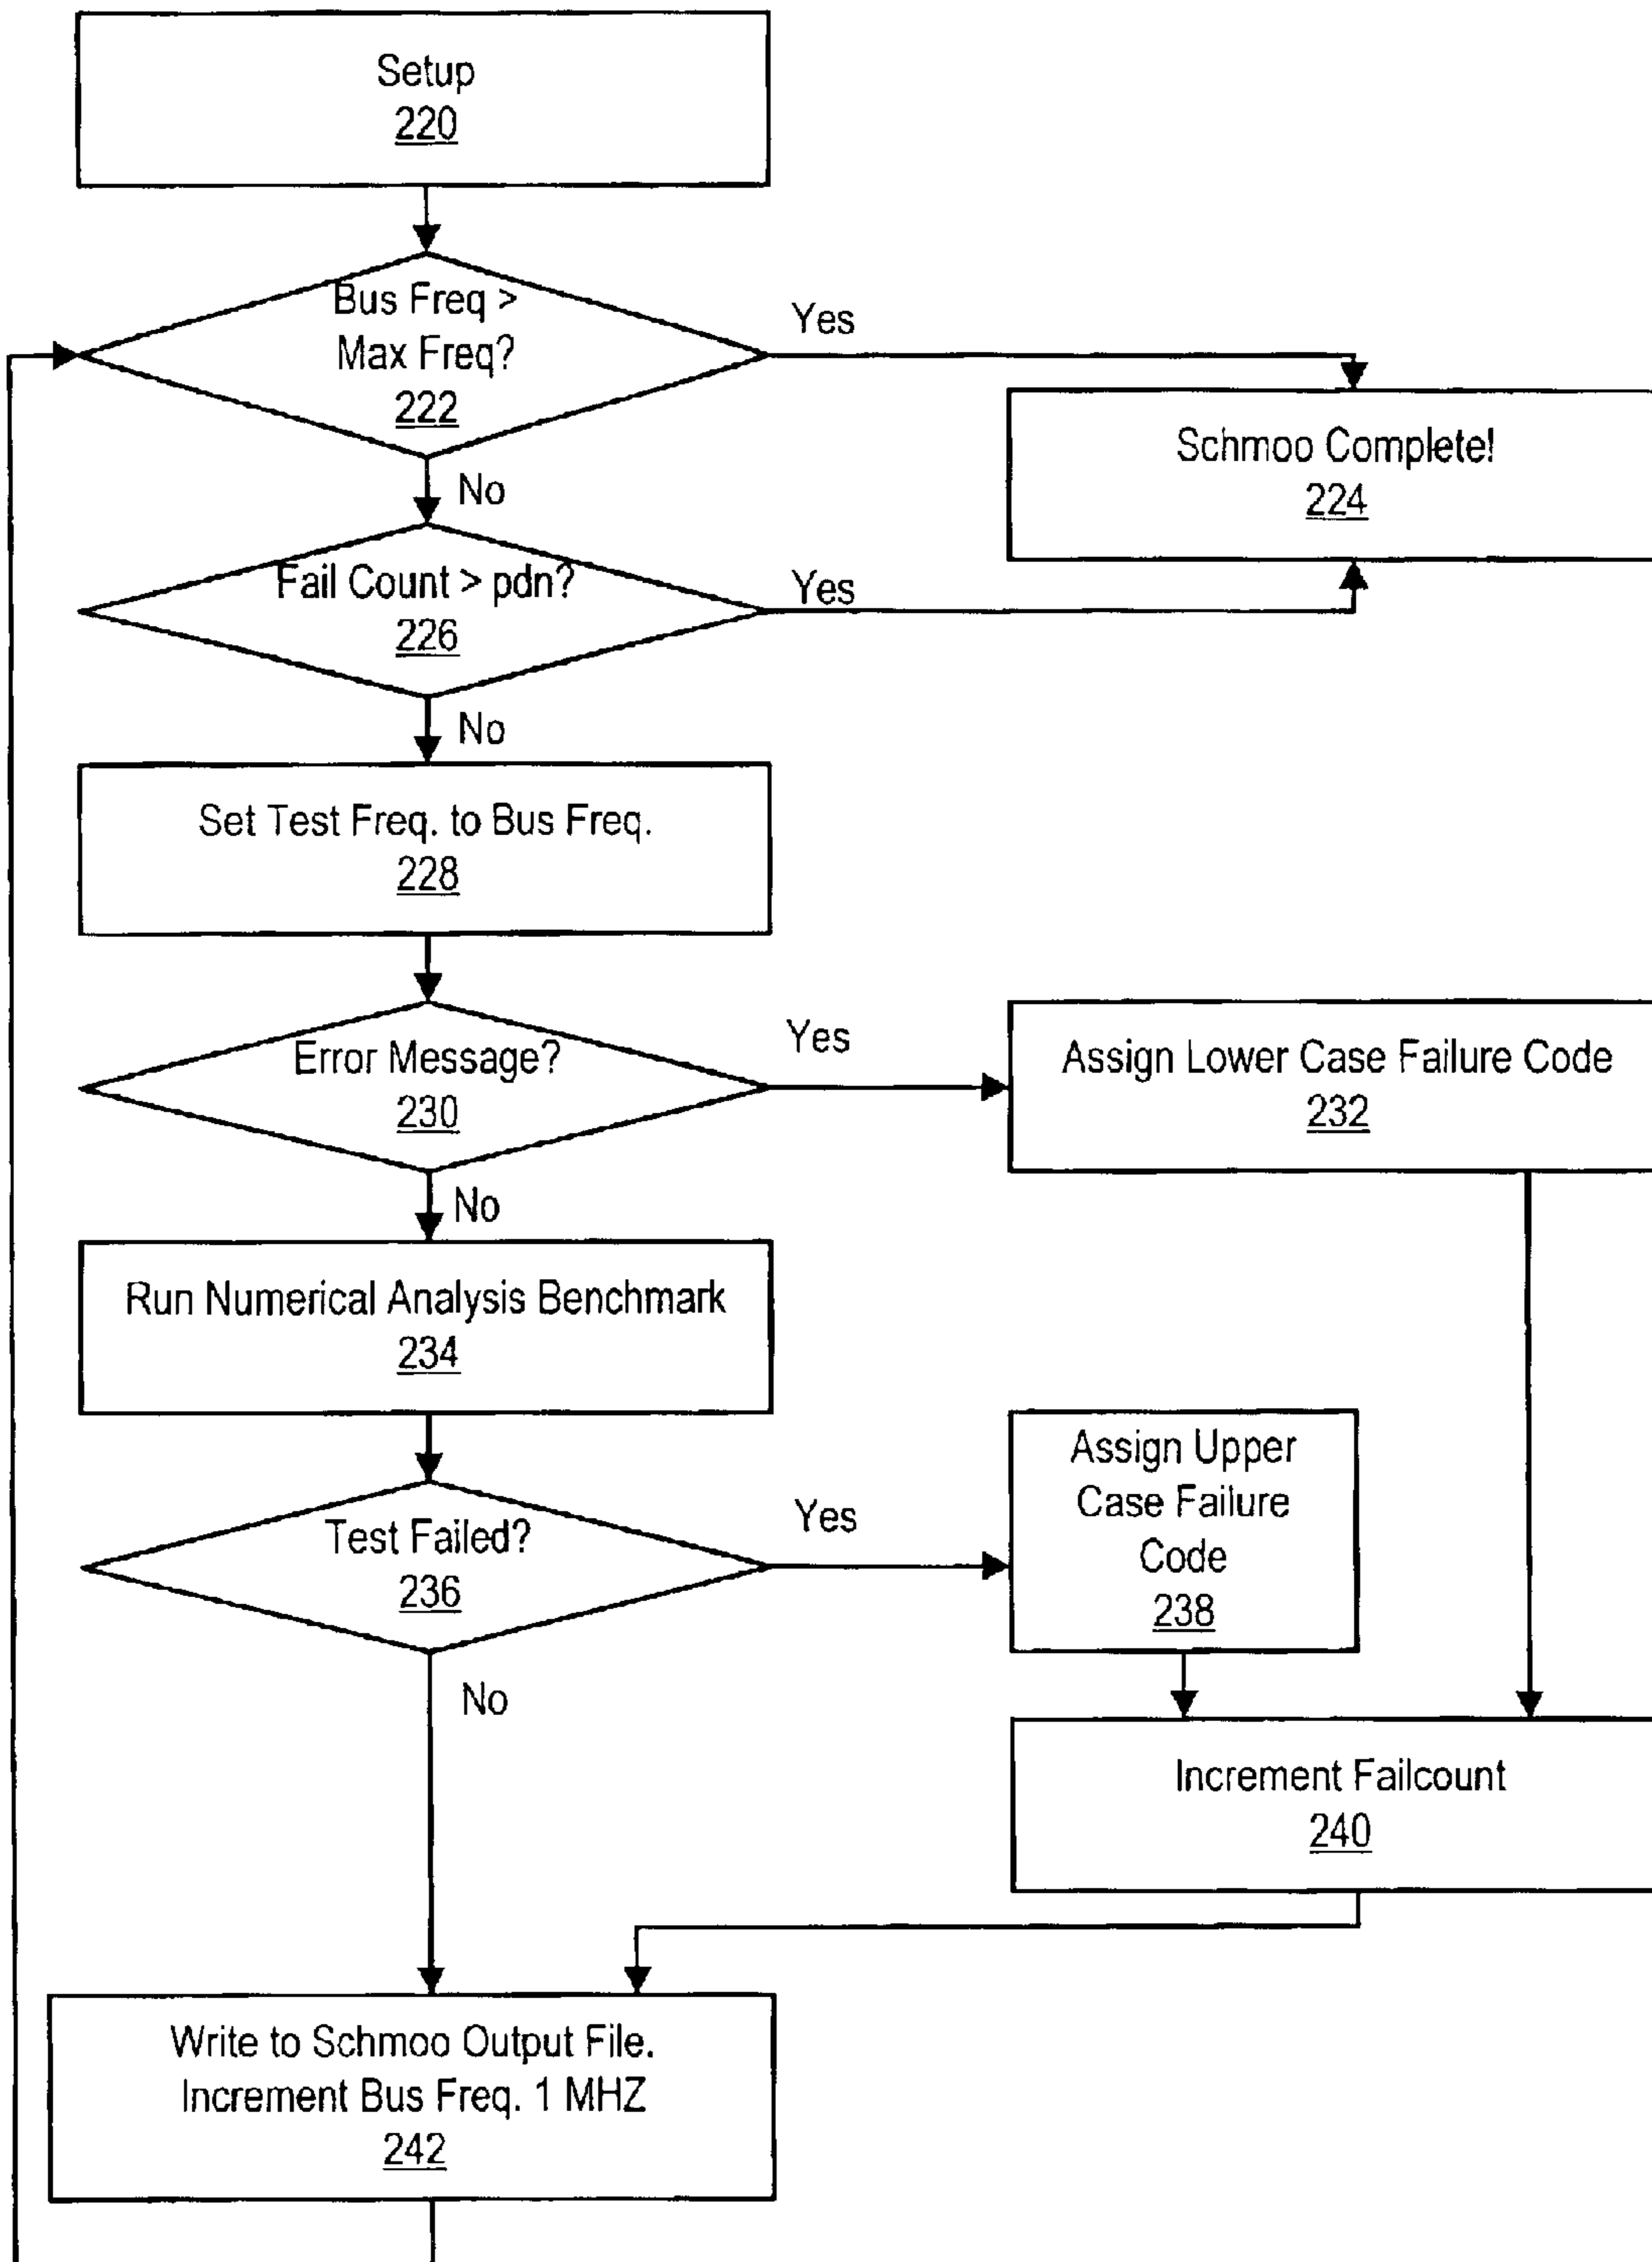 Setup
220
Bus Freq >
Max Freq?
222
Yes
Schmoo Complete!
224
No
Fail Count > pdn?
226
Yes
No
Set Test Freq. to Bus Freq.
228
Error Message?
230
Yes
Assign Lower Case Failure Code
232
No
Run Numerical Analysis Benchmark
234
Test Failed?
236
Yes
Assign Upper
Case Failure
Code
238
No
Increment Failcount
240
Write to Schmoo Output File.
Increment Bus Freq. 1 MHZ
242